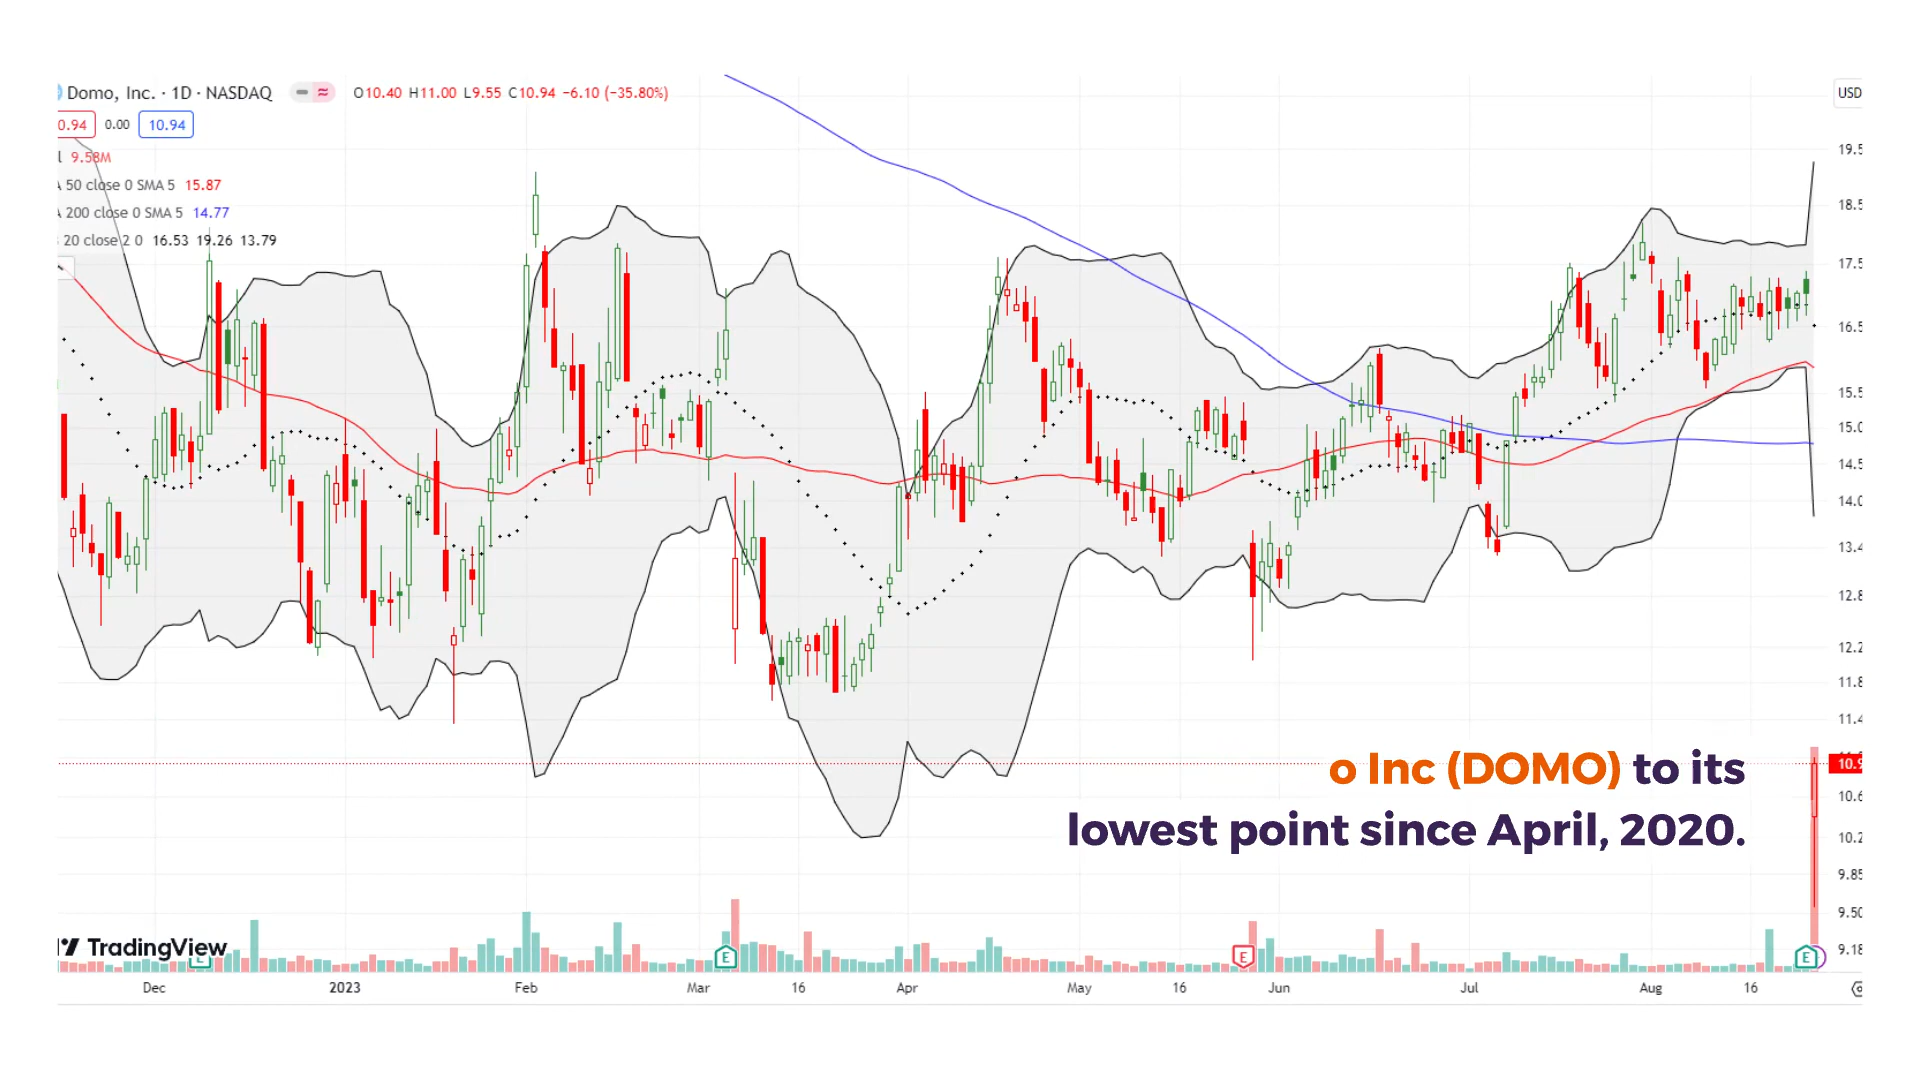 Domo, Inc. · 1D · NASDAQ O10.40 H11.00 L9.55 C10.94 −6.10 (−35.80%)
USD
0.94 0.00 10.94
l 9.58M
A 50 close 0 SMA 5 15.87
A 200 close 0 SMA 5 14.77
20 close 2 0 16.53 19.26 13.79
19.5
18.5
17.5
16.5
15.5
15.0
14.5
14.0
13.4
12.8
12.2
11.8
11.4
10.9
10.6
10.2
9.85
9.50
9.18
o Inc (DOMO) to its
lowest point since April, 2020.
TradingView
E
E
E
E
Dec 2023 Feb Mar 16 Apr May 16 Jun Jul Aug 16